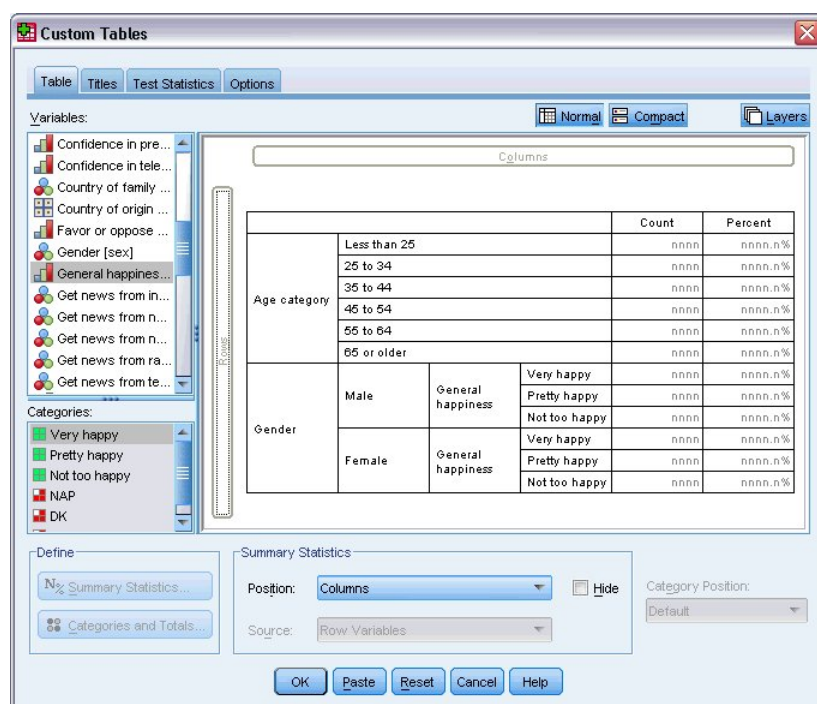 Custom Tables
Table Titles Test Statistics Options
Variables:
Normal Compact Layers
Confidence in pre...
Confidence in tele...
Country of family ...
Country of origin ...
Favor or oppose ...
Gender [sex]
General happines...
Get news from in...
Get news from n...
Get news from n...
Get news from ra...
Get news from te...
Categories:
Very happy
Pretty happy
Not too happy
NAP
DK
Columns
Rows
Count Percent
Age category Less than 25 nnnn nnnn.n%
25 to 34 nnnn nnnn.n%
35 to 44 nnnn nnnn.n%
45 to 54 nnnn nnnn.n%
55 to 64 nnnn nnnn.n%
65 or older nnnn nnnn.n%
Gender Male General happiness Very happy nnnn nnnn.n%
Pretty happy nnnn nnnn.n%
Not too happy nnnn nnnn.n%
Female General happiness Very happy nnnn nnnn.n%
Pretty happy nnnn nnnn.n%
Not too happy nnnn nnnn.n%
Define
N% Summary Statistics...
Categories and Totals...
Summary Statistics
Position: Columns Hide
Source: Row Variables
Category Position:
Default
OK Paste Reset Cancel Help